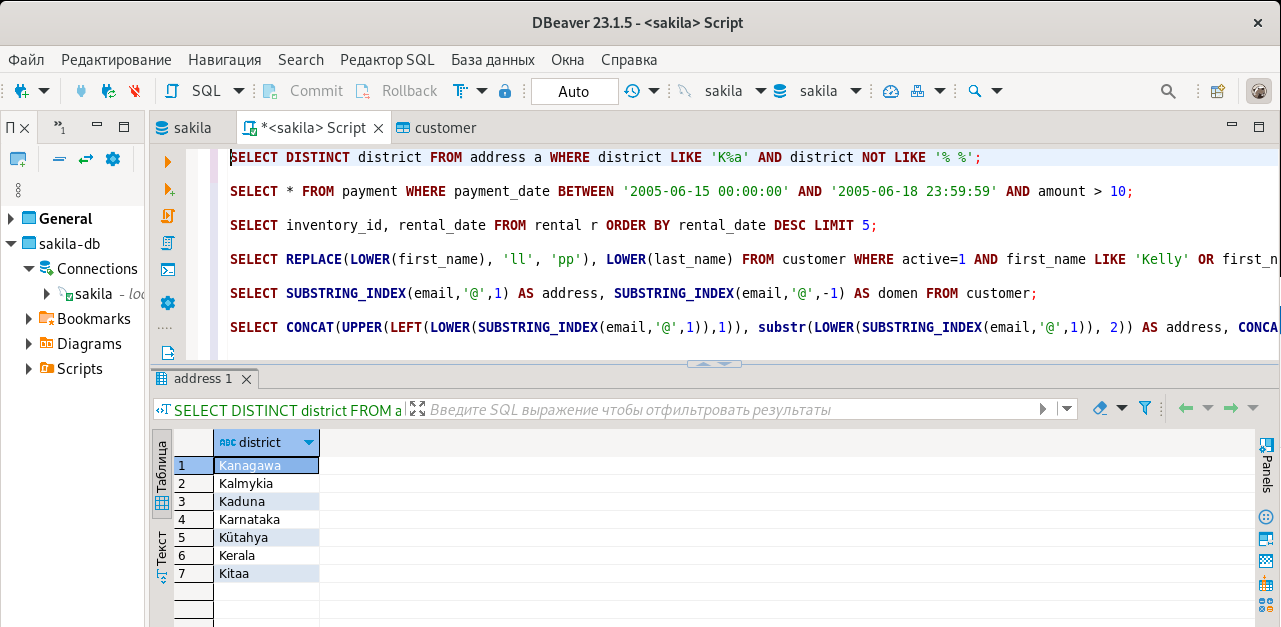 DBeaver 23.1.5 - <sakila> Script
Файл Редактирование Навигация Search Редактор SQL База данных Окна Справка
SQL Commit Rollback Auto sakila sakila
П
»1
sakila *<sakila> Script customer
General
sakila-db
Connections
sakila - loc
Bookmarks
Diagrams
Scripts
SELECT DISTINCT district FROM address a WHERE district LIKE 'K%a' AND district NOT LIKE '% %';
SELECT * FROM payment WHERE payment_date BETWEEN '2005-06-15 00:00:00' AND '2005-06-18 23:59:59' AND amount > 10;
SELECT inventory_id, rental_date FROM rental r ORDER BY rental_date DESC LIMIT 5;
SELECT REPLACE(LOWER(first_name), 'll', 'pp'), LOWER(last_name) FROM customer WHERE active=1 AND first_name LIKE 'Kelly' OR first_n
SELECT SUBSTRING_INDEX(email,'@',1) AS address, SUBSTRING_INDEX(email,'@',-1) AS domen FROM customer;
SELECT CONCAT(UPPER(LEFT(LOWER(SUBSTRING_INDEX(email,'@',1)),1)), substr(LOWER(SUBSTRING_INDEX(email,'@',1)), 2)) AS address, CONCA
address 1
SELECT DISTINCT district FROM a Введите SQL выражение чтобы отфильтровать результаты
Таблица
Текст
ABC district
1 Kanagawa
2 Kalmykia
3 Kaduna
4 Karnataka
5 Kütahya
6 Kerala
7 Kitaa
Panels